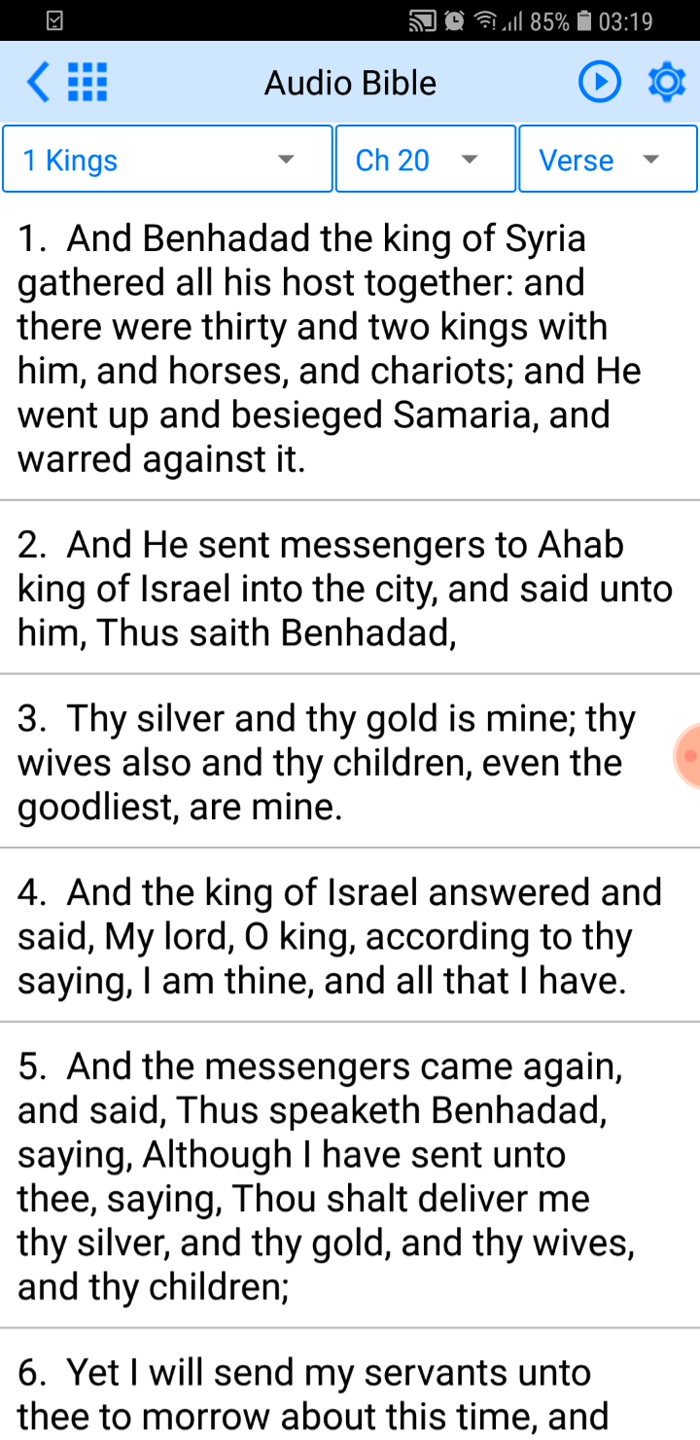 85% 03:19
Audio Bible
1 Kings Ch 20 Verse
1. And Benhadad the king of Syria
gathered all his host together: and
there were thirty and two kings with
him, and horses, and chariots; and He
went up and besieged Samaria, and
warred against it.
2. And He sent messengers to Ahab
king of Israel into the city, and said unto
him, Thus saith Benhadad,
3. Thy silver and thy gold is mine; thy
wives also and thy children, even the
goodliest, are mine.
4. And the king of Israel answered and
said, My lord, O king, according to thy
saying, I am thine, and all that I have.
5. And the messengers came again,
and said, Thus speaketh Benhadad,
saying, Although I have sent unto
thee, saying, Thou shalt deliver me
thy silver, and thy gold, and thy wives,
and thy children;
6. Yet I will send my servants unto
thee to morrow about this time, and